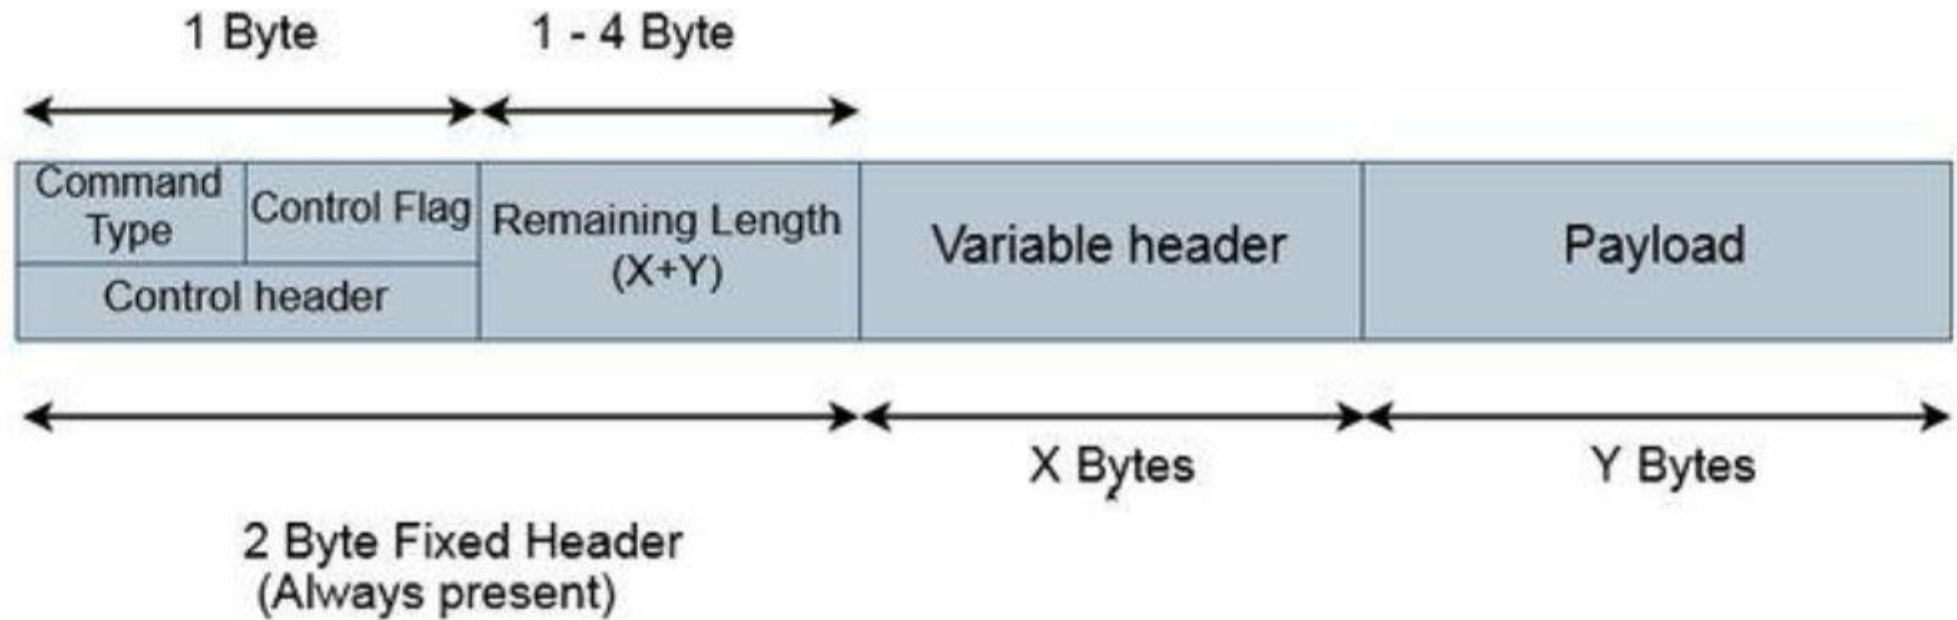 1 Byte
1 - 4 Byte
Command
Type
Control Flag
Control header
Remaining Length
(X+Y)
Variable header
Payload
X Bytes
Y Bytes
2 Byte Fixed Header
(Always present)